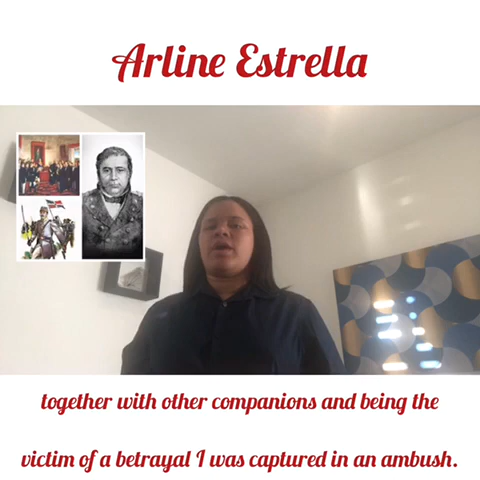 Arline Estrella
together with other companions and being the
victim of a betrayal I was captured in an ambush.